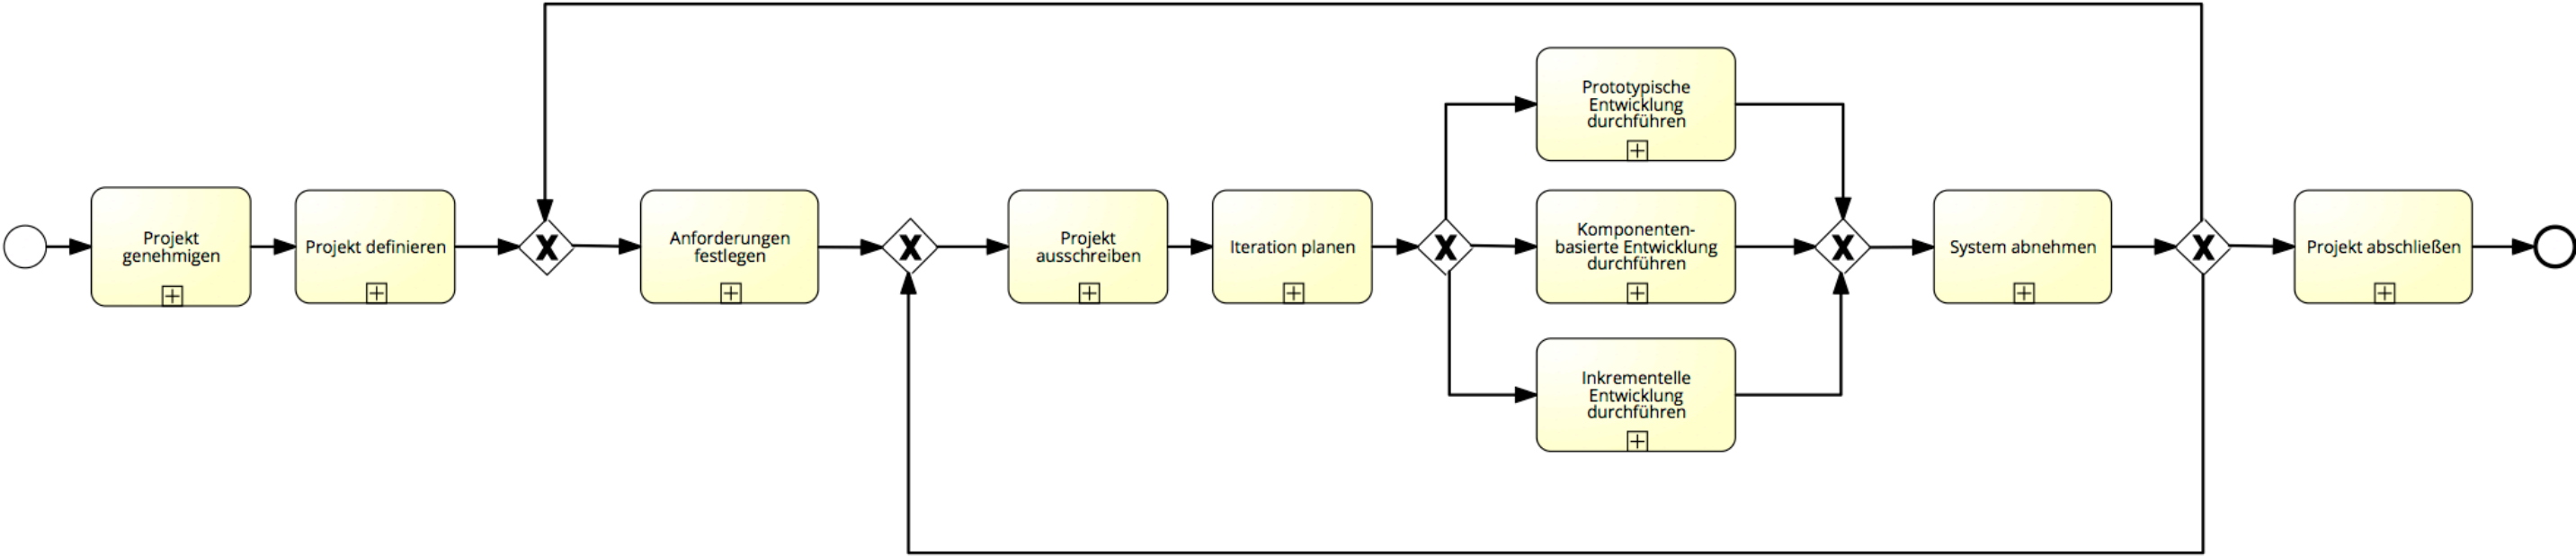 Projekt
genehmigen
Projekt definieren
Anforderungen
festlegen
Projekt
ausschreiben
Iteration planen
Prototypische
Entwicklung
durchführen
Komponenten-
basierte Entwicklung
durchführen
Inkrementelle
Entwicklung
durchführen
System abnehmen
Projekt abschließen